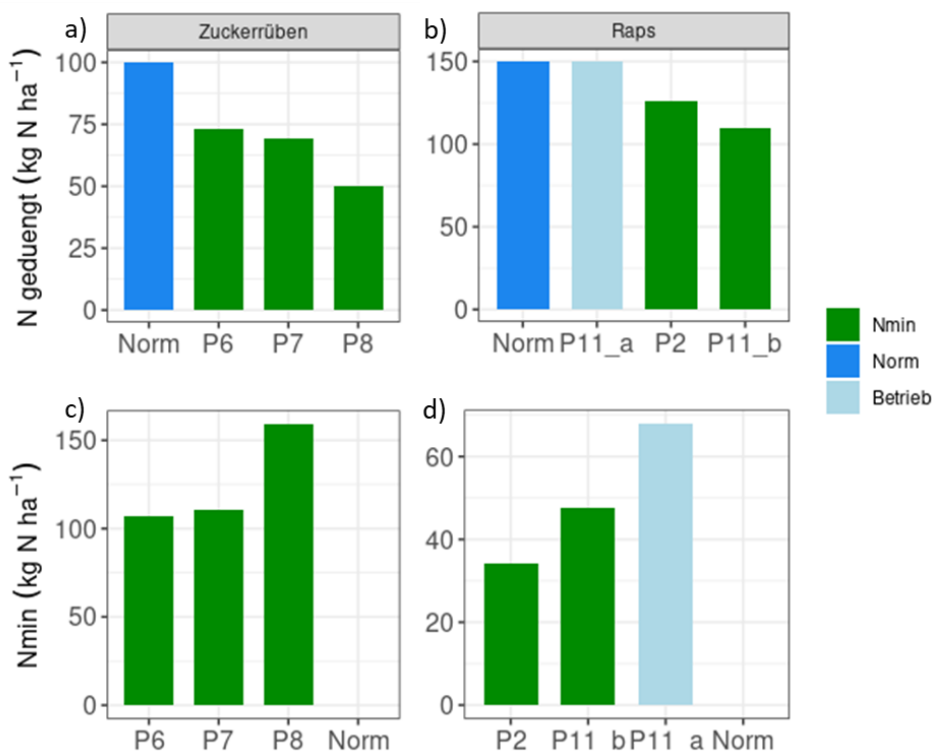 a) Zuckerrüben
b) Raps
N geduengt (kg N ha⁻¹)
100
75
50
25
0
Norm P6 P7 P8
150
100
50
0
Norm P11_a P2 P11_b
Nmin
Norm
Betrieb
c)
d)
Nmin (kg N ha⁻¹)
150
100
50
0
P6 P7 P8 Norm
60
40
20
0
P2 P11_b P11_a Norm